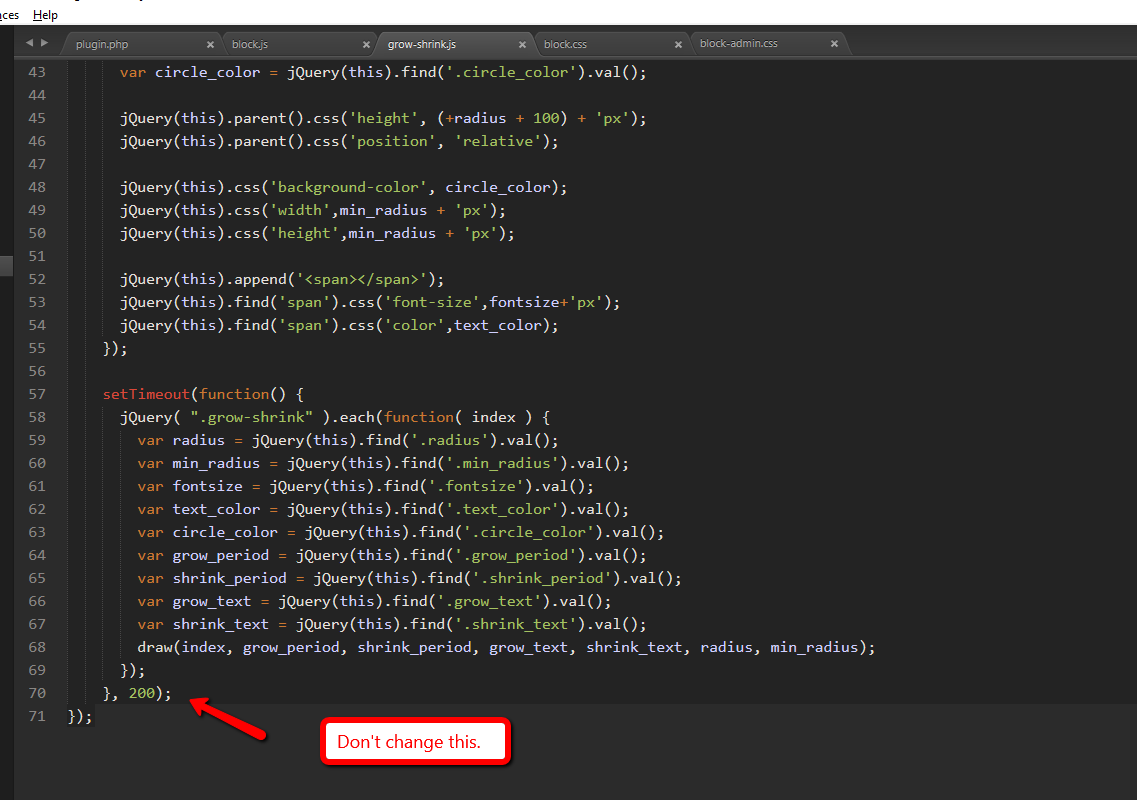 Help
plugin.php × block.js × grow-shrink.js × block.css × block-admin.css ×
43 var circle_color = jQuery(this).find('.circle_color').val();
44
45 jQuery(this).parent().css('height', (+radius + 100) + 'px');
46 jQuery(this).parent().css('position', 'relative');
47
48 jQuery(this).css('background-color', circle_color);
49 jQuery(this).css('width',min_radius + 'px');
50 jQuery(this).css('height',min_radius + 'px');
51
52 jQuery(this).append('<span></span>');
53 jQuery(this).find('span').css('font-size',fontsize+'px');
54 jQuery(this).find('span').css('color',text_color);
55 });
56
57 setTimeout(function() {
58 jQuery( ".grow-shrink" ).each(function( index ) {
59 var radius = jQuery(this).find('.radius').val();
60 var min_radius = jQuery(this).find('.min_radius').val();
61 var fontsize = jQuery(this).find('.fontsize').val();
62 var text_color = jQuery(this).find('.text_color').val();
63 var circle_color = jQuery(this).find('.circle_color').val();
64 var grow_period = jQuery(this).find('.grow_period').val();
65 var shrink_period = jQuery(this).find('.shrink_period').val();
66 var grow_text = jQuery(this).find('.grow_text').val();
67 var shrink_text = jQuery(this).find('.shrink_text').val();
68 draw(index, grow_period, shrink_period, grow_text, shrink_text, radius, min_radius);
69 });
70 }, 200);
71 });
Don't change this.